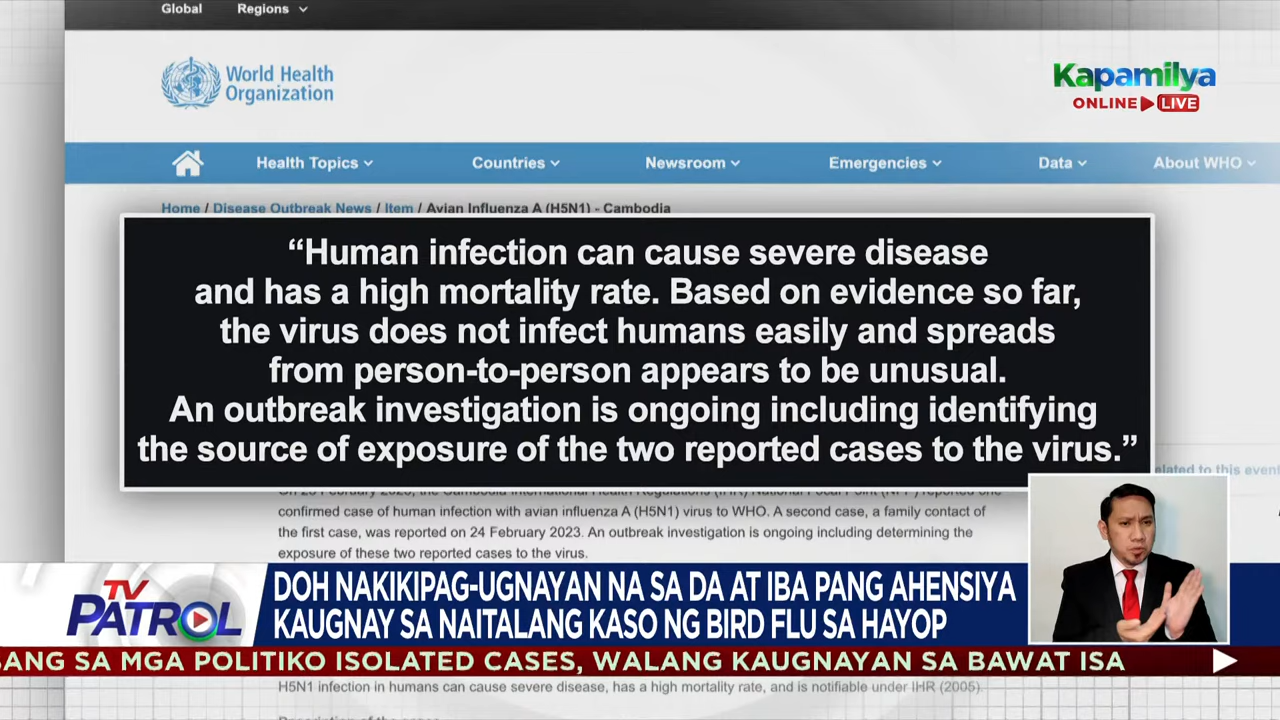 Global Regions
World Health
Organization
Kapamilya
ONLINE LIVE
Health Topics Countries Newsroom Emergencies Data About WHO
Home / Disease Outbreak News / Item / Avian Influenza A (H5N1) - Cambodia
“Human infection can cause severe disease
and has a high mortality rate. Based on evidence so far,
the virus does not infect humans easily and spreads
from person-to-person appears to be unusual.
An outbreak investigation is ongoing including identifying
the source of exposure of the two reported cases to the virus.”
elated to this event
confirmed case of human infection with avian influenza A (H5N1) virus to WHO. A second case, a family contact of
the first case, was reported on 24 February 2023. An outbreak investigation is ongoing including determining the
exposure of these two reported cases to the virus.
TV
PATROL
DOH NAKIKIPAG-UGNAYAN NA SA DA AT IBA PANG AHENSIYA
KAUGNAY SA NAITALANG KASO NG BIRD FLU SA HAYOP
SANG SA MGA POLITIKO ISOLATED CASES, WALANG KAUGNAYAN SA BAWAT ISA
H5N1 infection in humans can cause severe disease, has a high mortality rate, and is notifiable under IHR (2005).